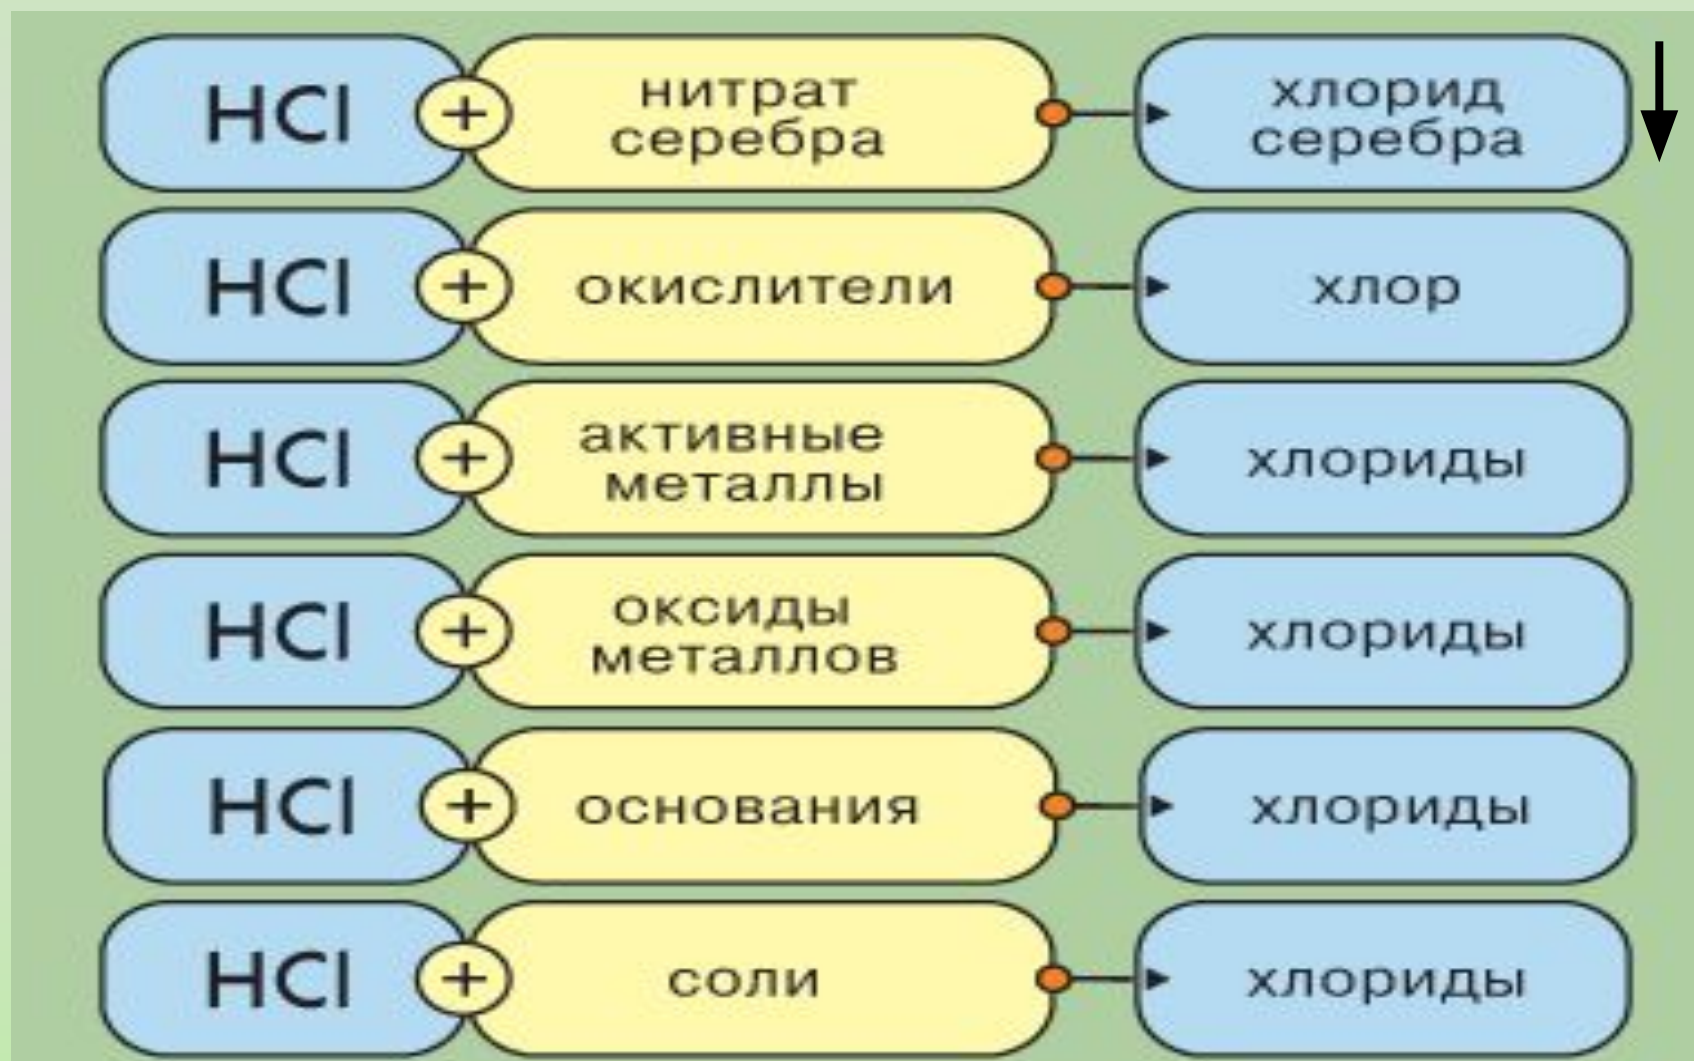 HCl + нитрат серебра → хлорид серебра ↓
HCl + окислители → хлор
HCl + активные металлы → хлориды
HCl + оксиды металлов → хлориды
HCl + основания → хлориды
HCl + соли → хлориды